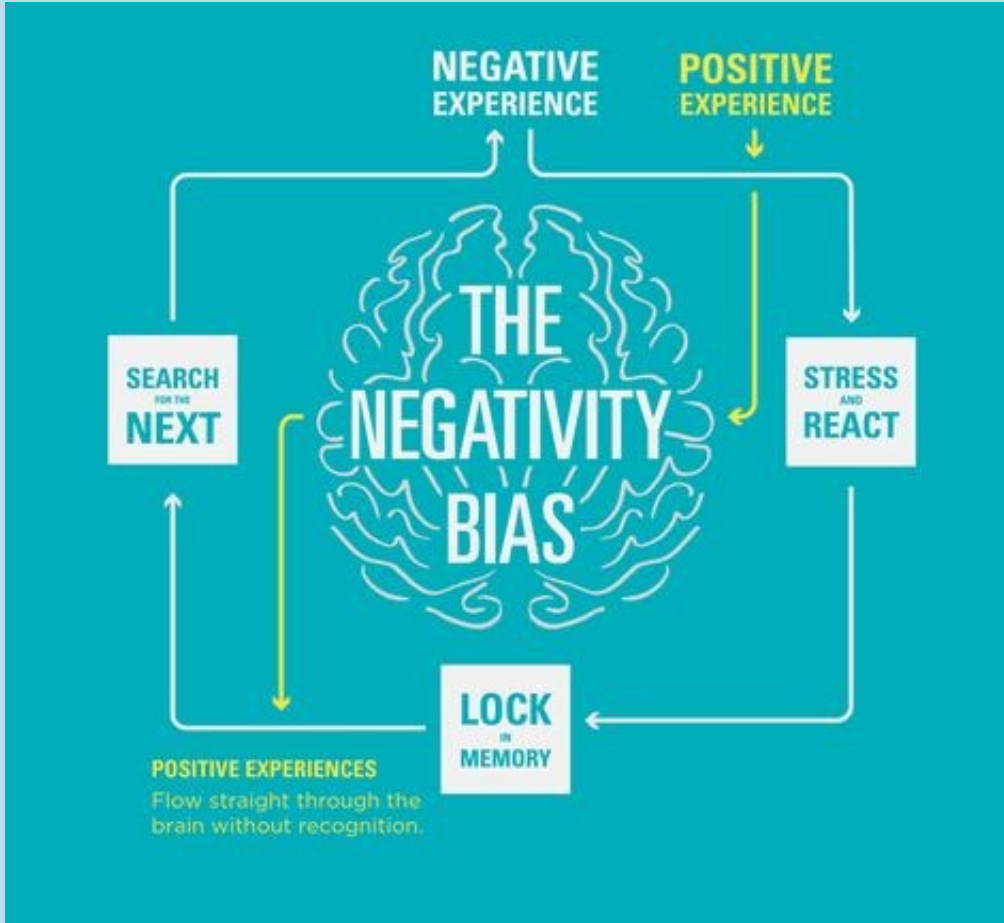 NEGATIVE
EXPERIENCE
POSITIVE
EXPERIENCE
THE
NEGATIVITY
BIAS
STRESS
AND
REACT
LOCK
IN
MEMORY
SEARCH
FOR THE
NEXT
POSITIVE EXPERIENCES
Flow straight through the
brain without recognition.